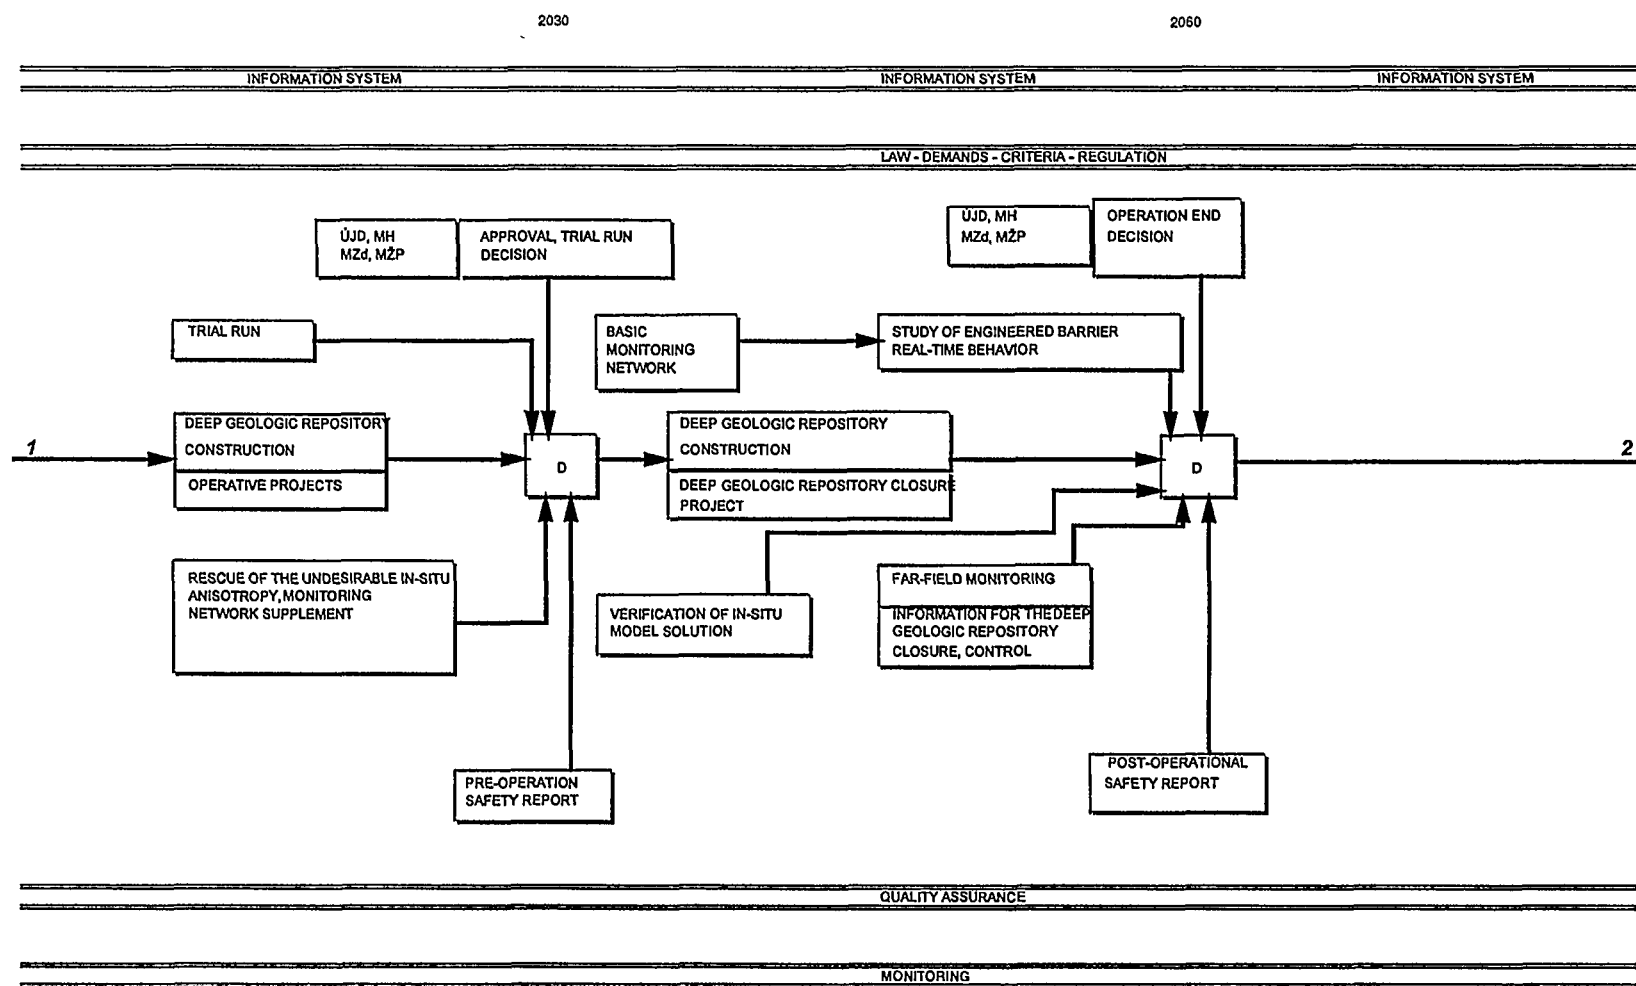 2030
2060
INFORMATION SYSTEM
INFORMATION SYSTEM
INFORMATION SYSTEM
LAW - DEMANDS - CRITERIA - REGULATION
ÚJD, MH
MZd, MŽP
APPROVAL, TRIAL RUN
DECISION
ÚJD, MH
MZd, MŽP
OPERATION END
DECISION
TRIAL RUN
BASIC
MONITORING
NETWORK
STUDY OF ENGINEERED BARRIER
REAL-TIME BEHAVIOR
1
DEEP GEOLOGIC REPOSITORY
CONSTRUCTION
OPERATIVE PROJECTS
D
DEEP GEOLOGIC REPOSITORY
CONSTRUCTION
DEEP GEOLOGIC REPOSITORY CLOSURE
PROJECT
D
2
RESCUE OF THE UNDESIRABLE IN-SITU
ANISOTROPY, MONITORING
NETWORK SUPPLEMENT
VERIFICATION OF IN-SITU
MODEL SOLUTION
FAR-FIELD MONITORING
INFORMATION FOR THE DEEP
GEOLOGIC REPOSITORY
CLOSURE, CONTROL
PRE-OPERATION
SAFETY REPORT
POST-OPERATIONAL
SAFETY REPORT
QUALITY ASSURANCE
MONITORING